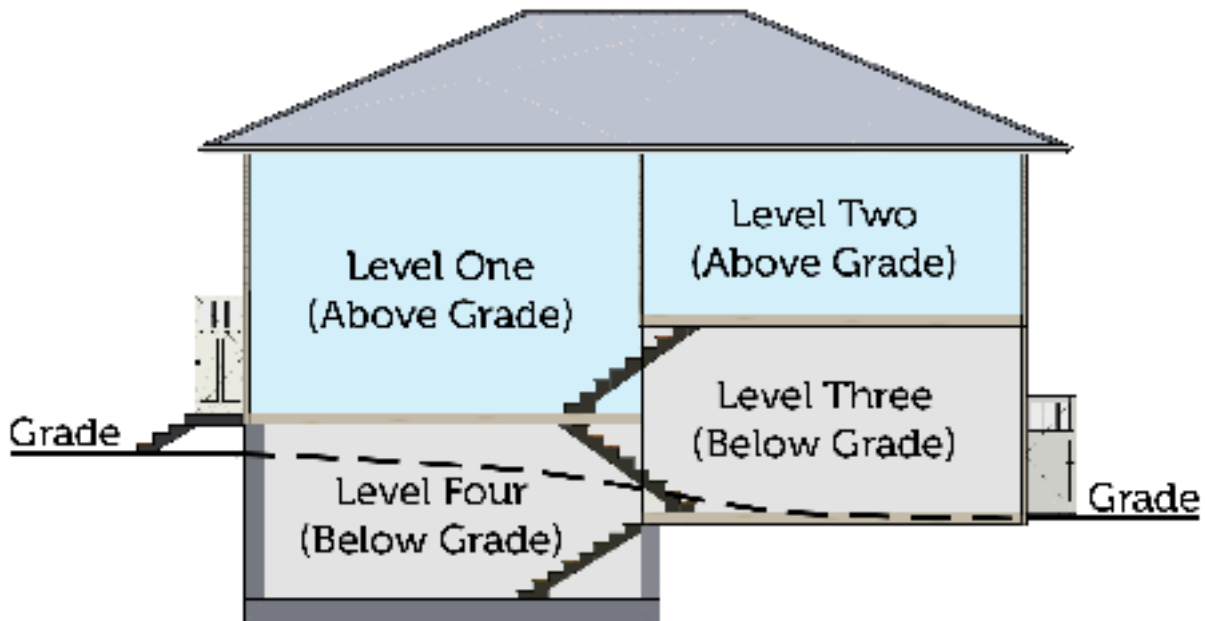 Level One
(Above Grade)
Level Two
(Above Grade)
Level Three
(Below Grade)
Level Four
(Below Grade)
Grade
Grade